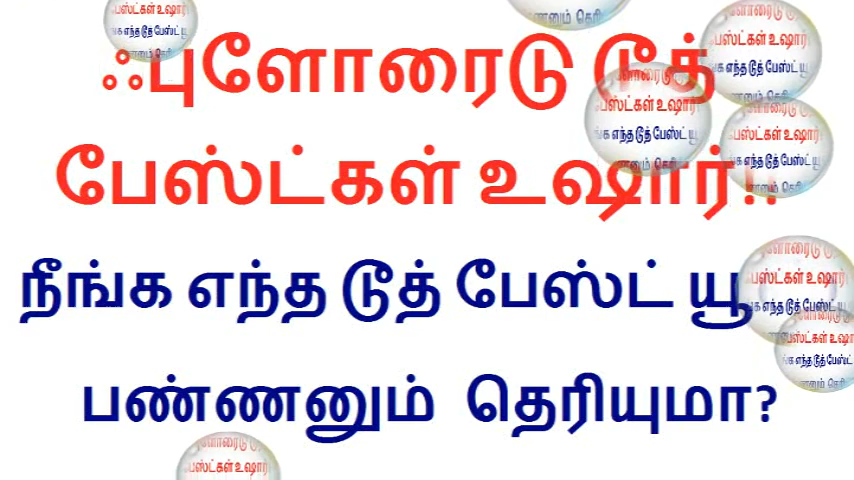 ஃபுளோரைடு டூத்
பேஸ்ட்கள் உஷார்!!
நீங்க எந்த டூத் பேஸ்ட் யூ
பண்ணனும் தெரியுமா?